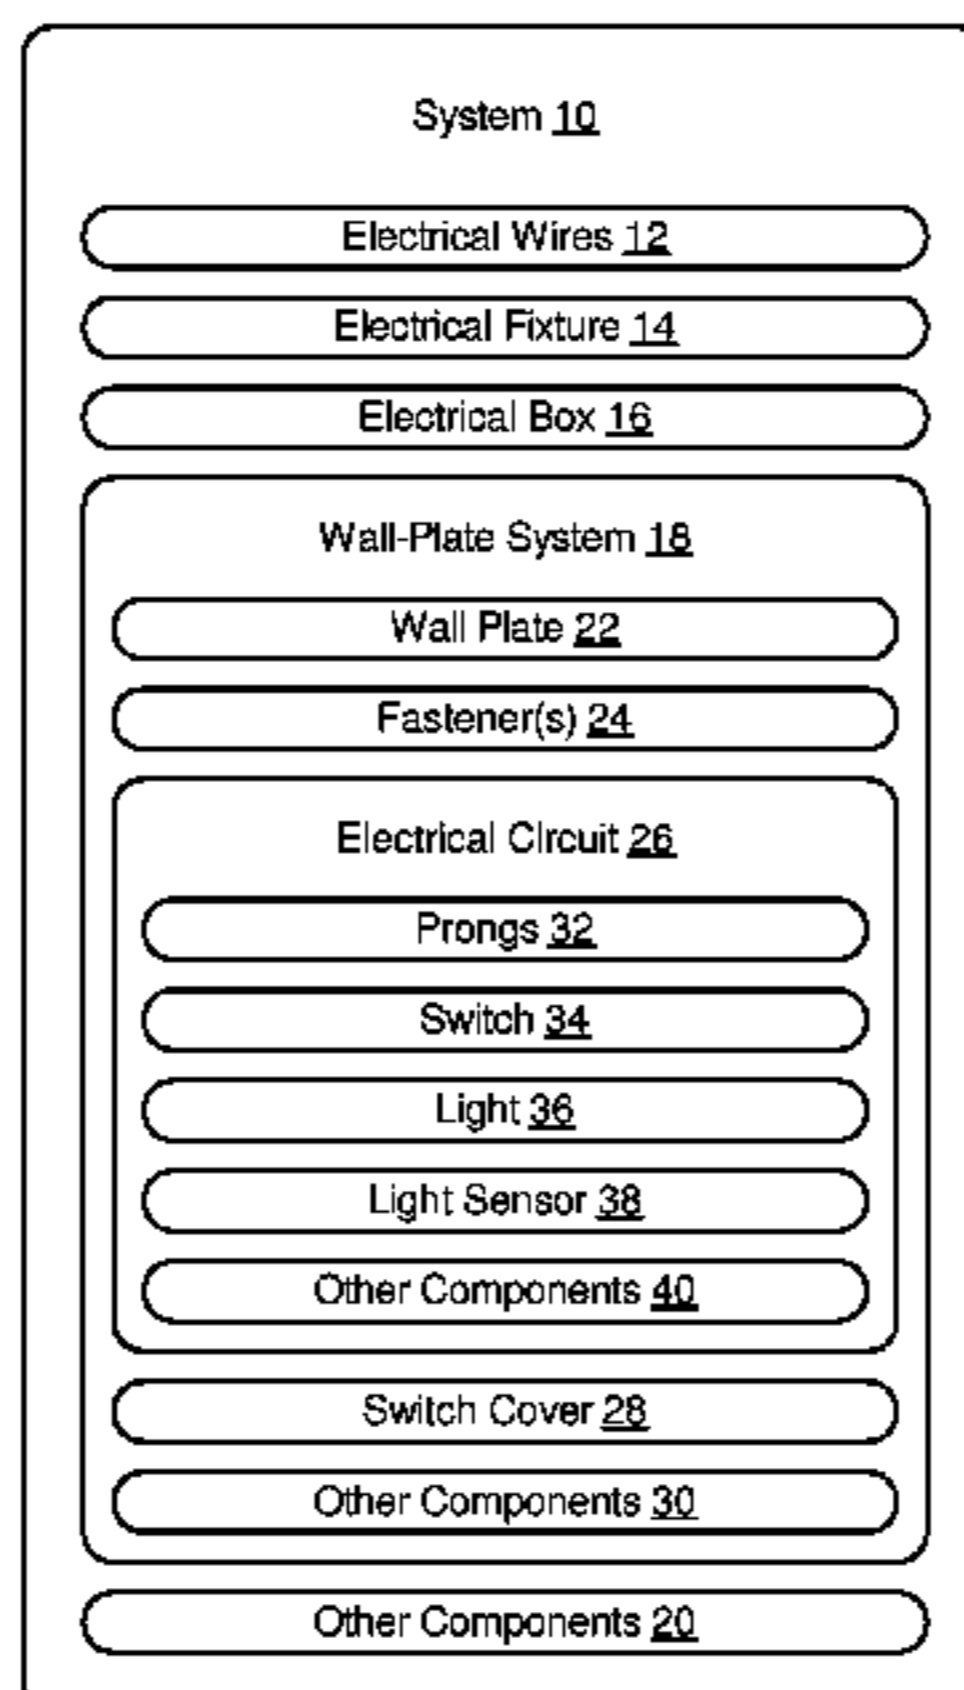 System 10
Electrical Wires 12
Electrical Fixture 14
Electrical Box 16
Wall-Plate System 18
Wall Plate 22
Fastener(s) 24
Electrical CIrcuit 26
Prongs 32
Switch 34
Light 36
Light Sensor 38
Other Components 40
Switch Cover 28
Other Components 30
Other Components 20